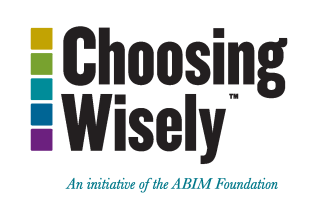 Choosing
Wisely™
An initiative of the ABIM Foundation